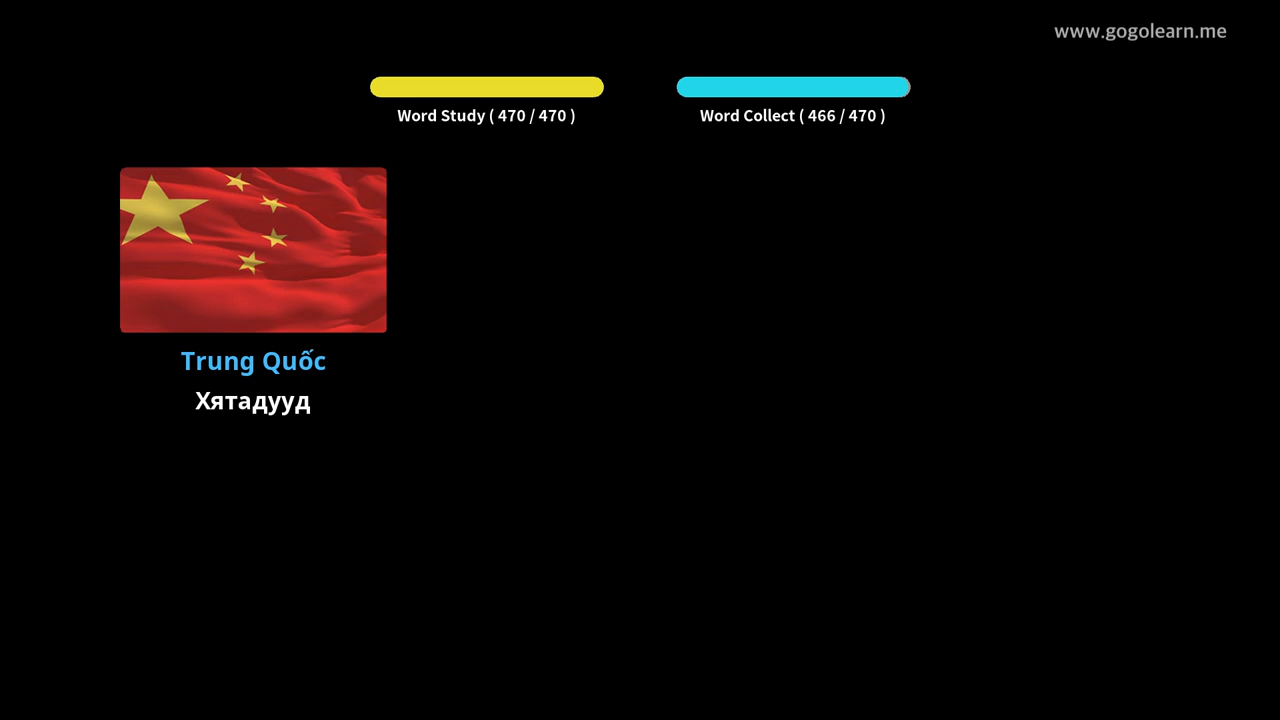 www.gogolearn.me
Word Study ( 470 / 470 )
Word Collect ( 466 / 470 )
Trung Quốc
Хятадууд